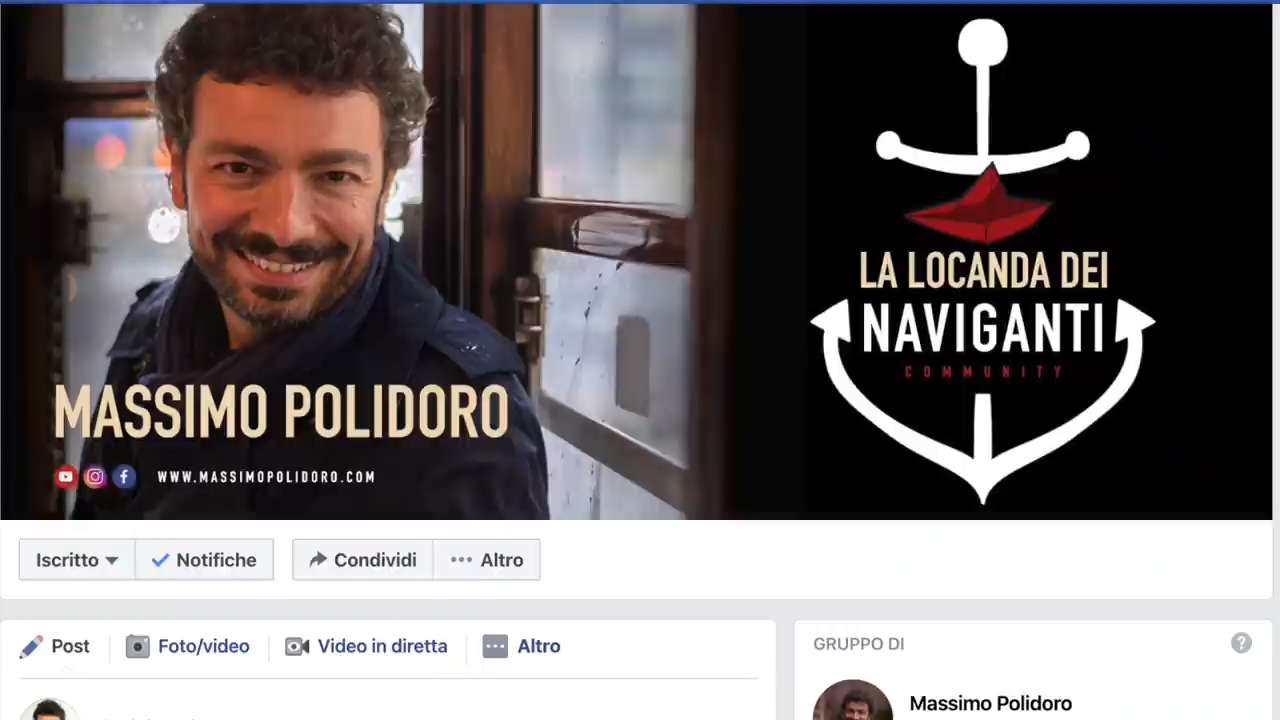 LA LOCANDA DEI
NAVIGANTI
COMMUNITY
MASSIMO POLIDORO
WWW.MASSIMOPOLIDORO.COM
Iscritto
Notifiche
Condividi
Altro
Post
Foto/video
Video in diretta
Altro
GRUPPO DI
Massimo Polidoro